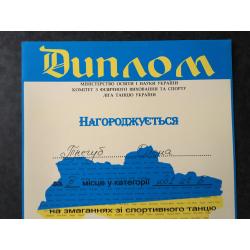 Диплом
МІНІСТЕРСТВО ОСВІТИ І НАУКИ УКРАЇНИ
КОМІТЕТ З ФІЗИЧНОГО ВИХОВАННЯ ТА СПОРТУ
ЛІГА ТАНЦЮ УКРАЇНИ
НАГОРОДЖУЄТЬСЯ
за місце у категорії
на змаганнях зі спортивного танцю